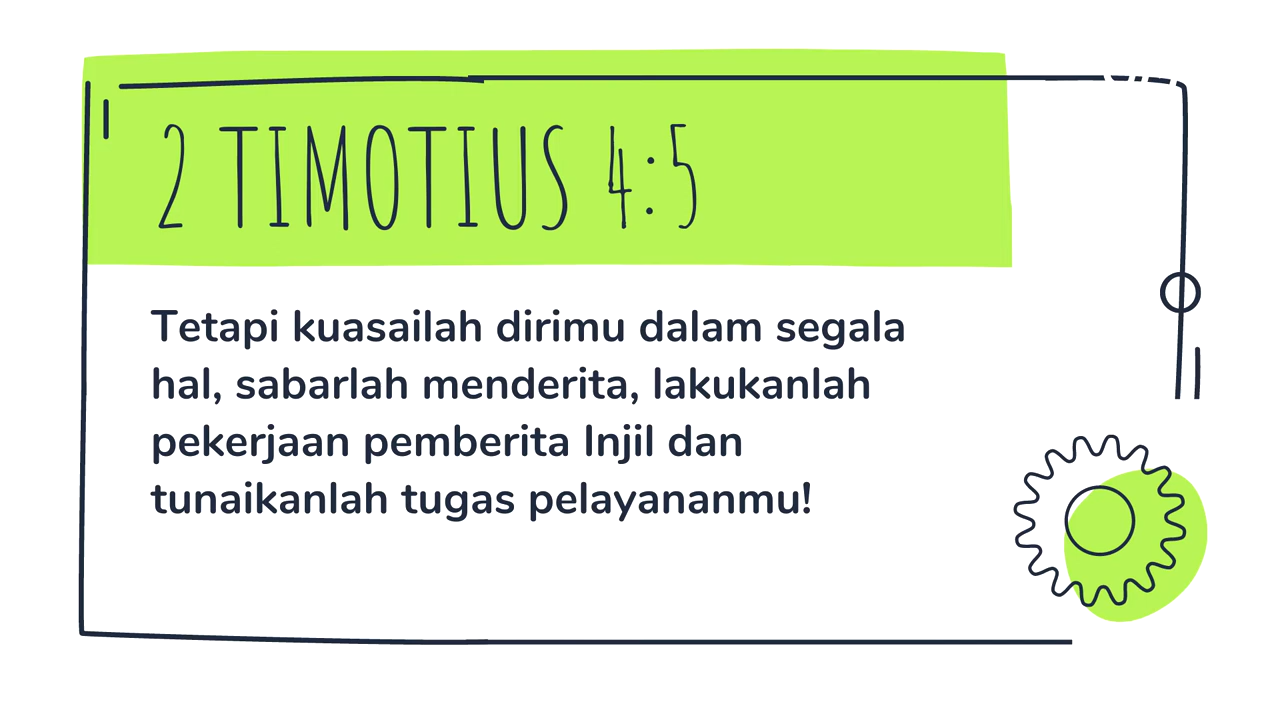 2 TIMOTIUS 4:5
Tetapi kuasailah dirimu dalam segala
hal, sabarlah menderita, lakukanlah
pekerjaan pemberita Injil dan
tunaikanlah tugas pelayananmu!